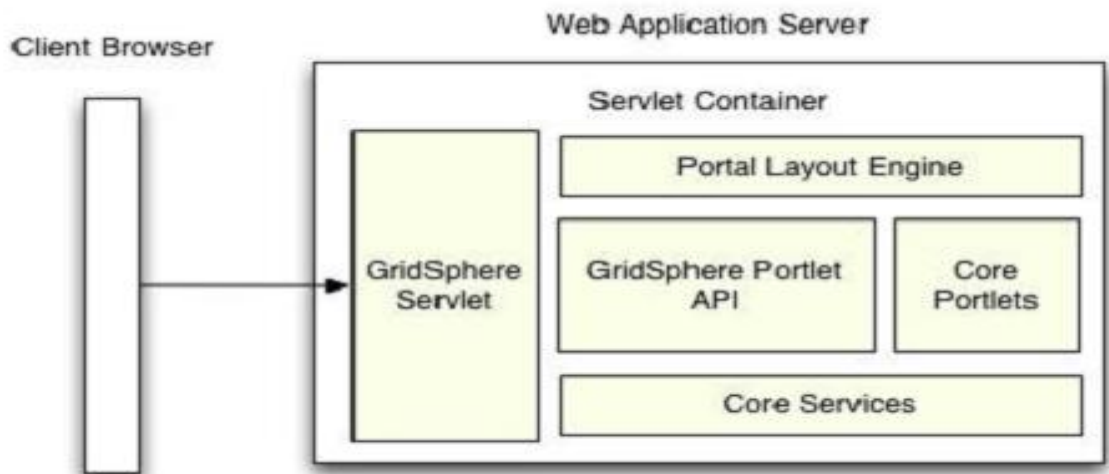 Web Application Server
Client Browser
Servlet Container
Portal Layout Engine
GridSphere
Servlet
GridSphere Portlet
API
Core
Portlets
Core Services